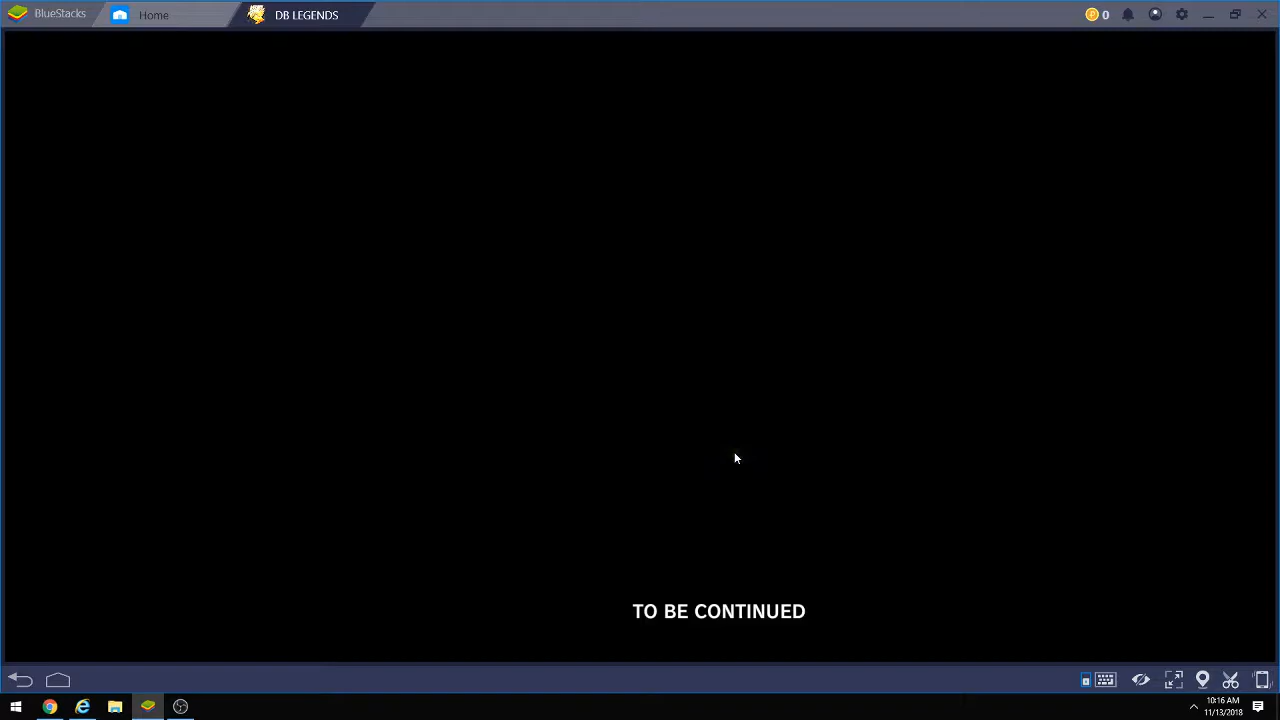 BlueStacks
Home
DB LEGENDS
P 0
TO BE CONTINUED
10:16 AM
11/13/2018